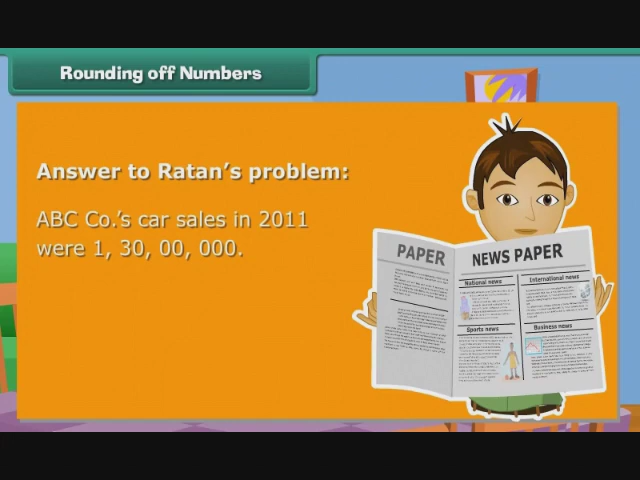 Rounding off Numbers
Answer to Ratan's problem:
ABC Co.'s car sales in 2011
were 1, 30, 00, 000.
PAPER
NEWS PAPER
National news
International news
Sports news
Business news